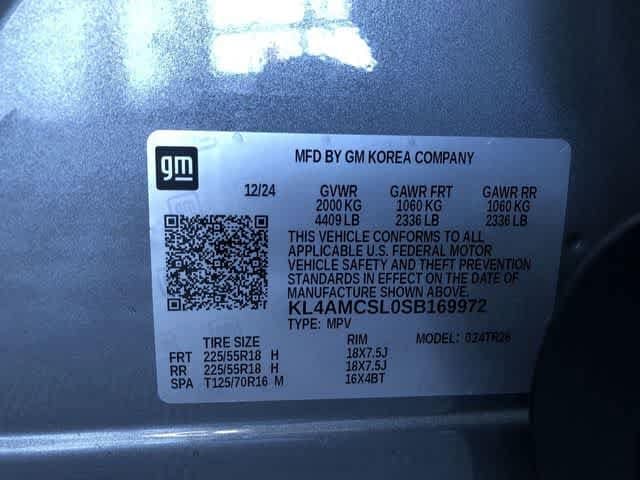 gm
MFD BY GM KOREA COMPANY
12/24 GVWR GAWR FRT GAWR RR
2000 KG 1060 KG 1060 KG
4409 LB 2336 LB 2336 LB
THIS VEHICLE CONFORMS TO ALL
APPLICABLE U.S. FEDERAL MOTOR
VEHICLE SAFETY AND THEFT PREVENTION
STANDARDS IN EFFECT ON THE DATE OF
MANUFACTURE SHOWN ABOVE.
KL4AMCSL0SB169972
TYPE: MPV MODEL: 0Z4TR26
TIRE SIZE RIM
FRT 225/55R18 H 18X7.5J
RR 225/55R18 H 18X7.5J
SPA T125/70R16 M 16X4BT